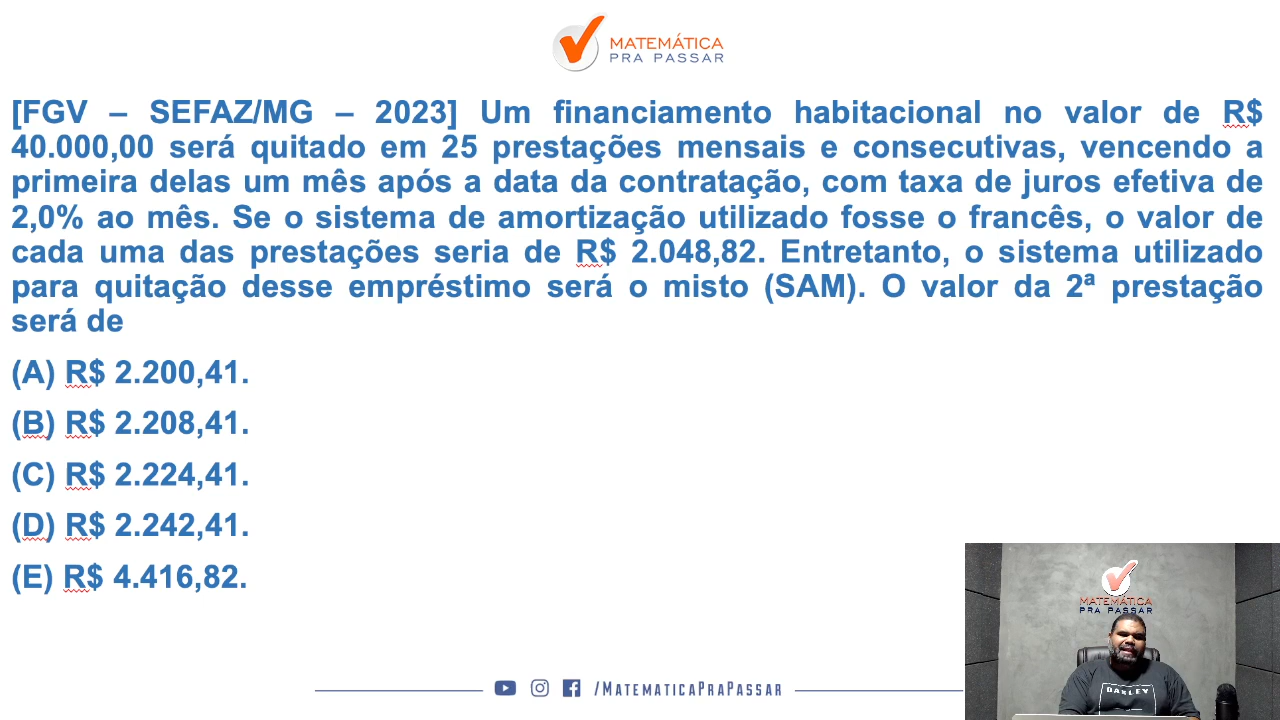 MATEMÁTICA
PRA PASSAR
[FGV – SEFAZ/MG – 2023] Um financiamento habitacional no valor de R$
40.000,00 será quitado em 25 prestações mensais e consecutivas, vencendo a
primeira delas um mês após a data da contratação, com taxa de juros efetiva de
2,0% ao mês. Se o sistema de amortização utilizado fosse o francês, o valor de
cada uma das prestações seria de R$ 2.048,82. Entretanto, o sistema utilizado
para quitação desse empréstimo será o misto (SAM). O valor da 2ª prestação
será de
(A) R$ 2.200,41.
(B) R$ 2.208,41.
(C) R$ 2.224,41.
(D) R$ 2.242,41.
(E) R$ 4.416,82.
MATEMÁTICA
PRA PASSAR
OAKLEY
/MATEMATICAPRAPASSAR